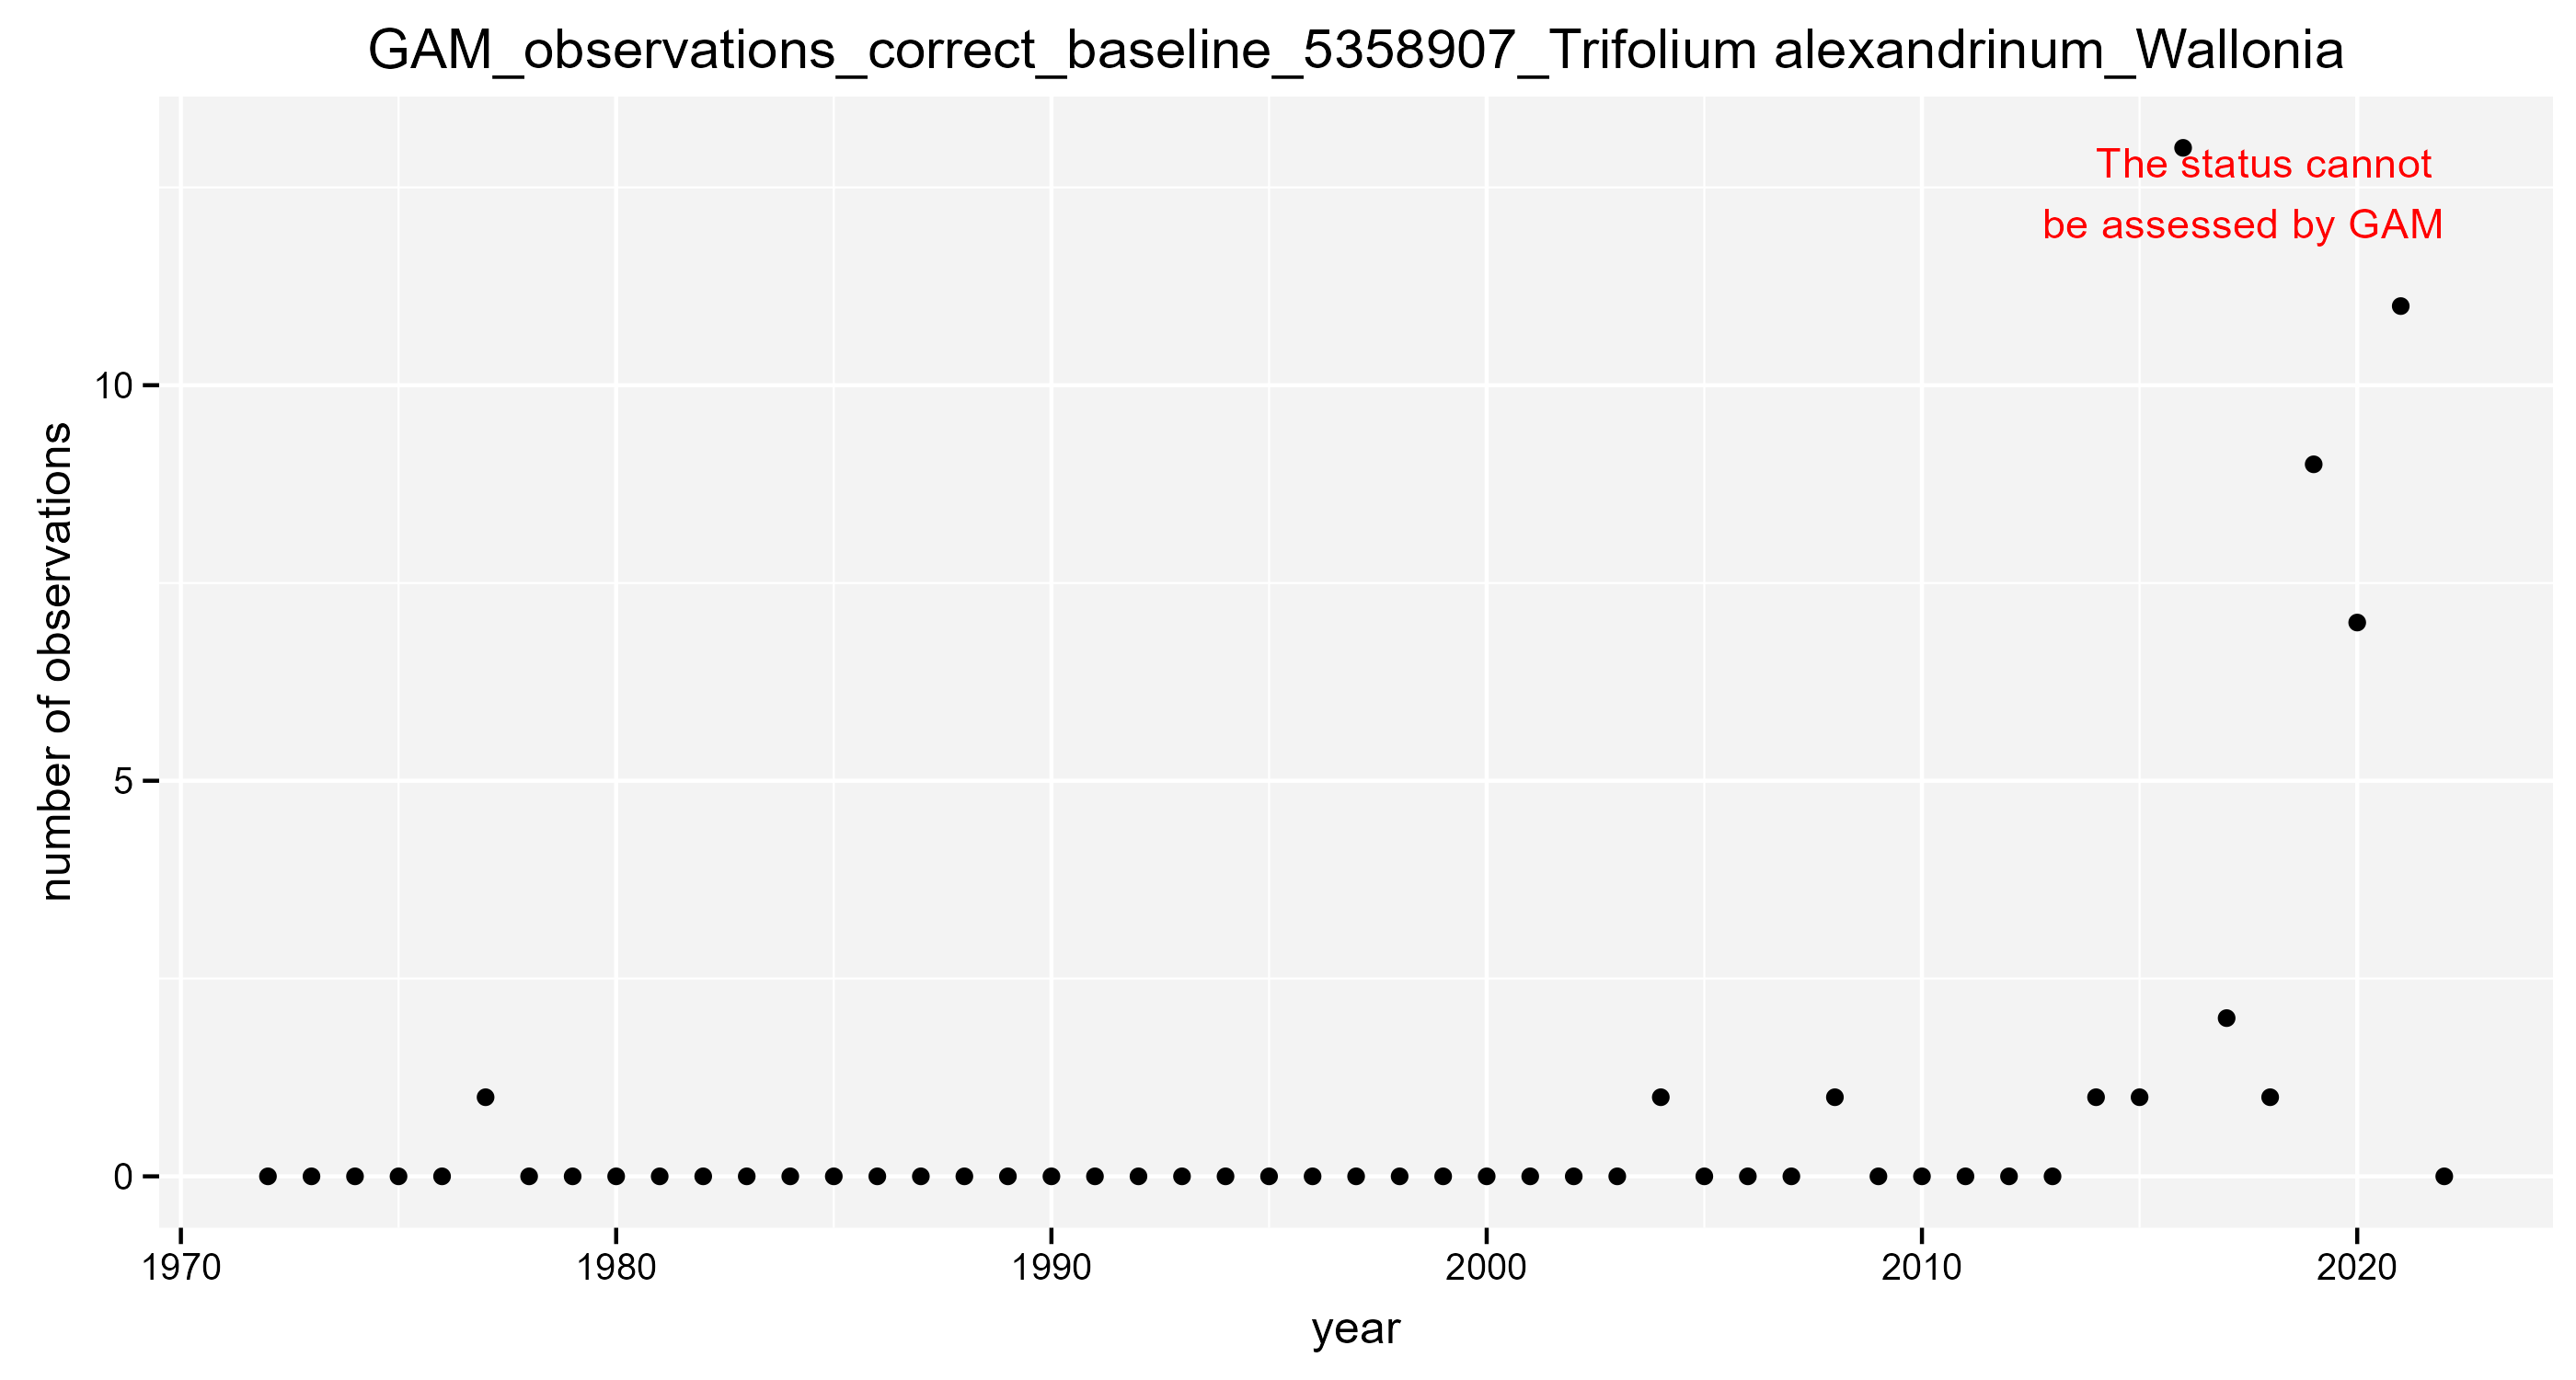 GAM_observations_correct_baseline_5358907_Trifolium alexandrinum_Wallonia
The status cannot
be assessed by GAM
number of observations
10
5
0
1970 1980 1990 2000 2010 2020
year